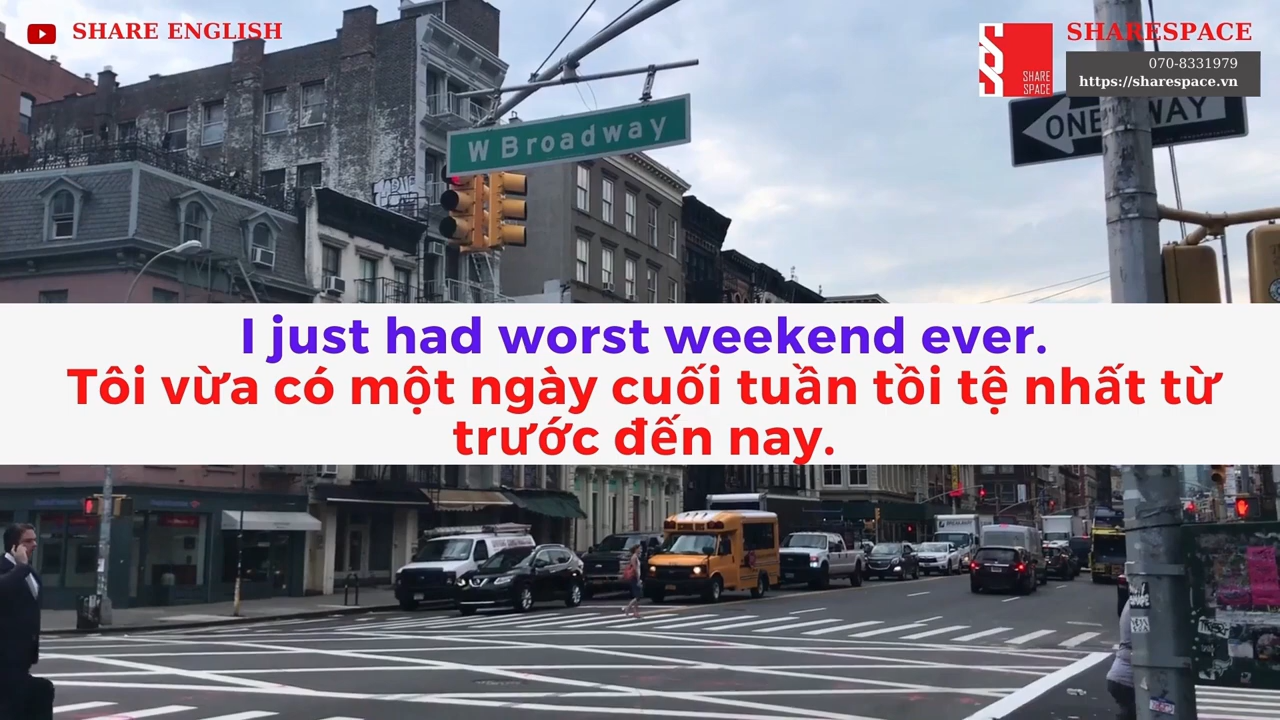 SHARE ENGLISH
SHARESPACE
SHARE
SPACE
070-8331979
https://sharespace.vn
W Broadway
ONE WAY
I just had worst weekend ever.
Tôi vừa có một ngày cuối tuần tồi tệ nhất từ
trước đến nay.